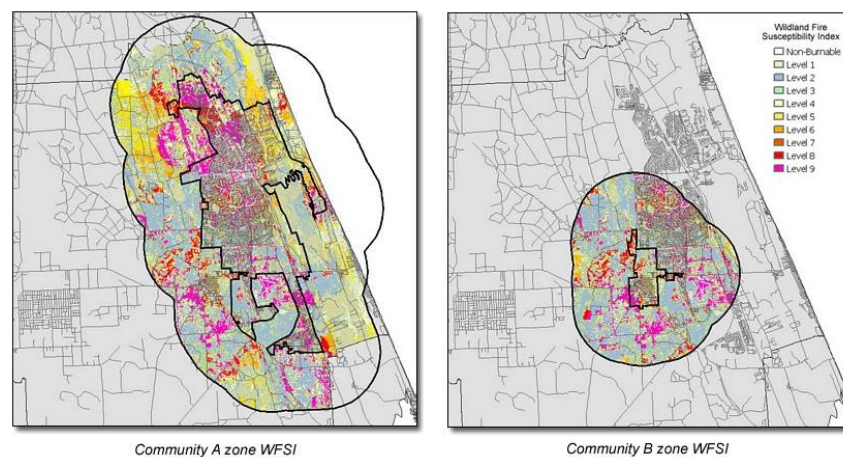 Wildland Fire
Susceptibility Index
Non-Burnable
Level 1
Level 2
Level 3
Level 4
Level 5
Level 6
Level 7
Level 8
Level 9
Community A zone WFSI
Community B zone WFSI